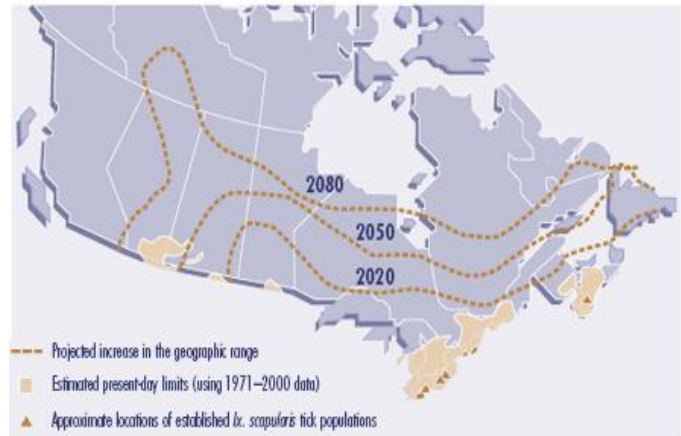 2080
2050
2020
Projected increase in the geographic range
Estimated present-day limits (using 1971–2000 data)
Approximate locations of established Ix. scapularis tick populations